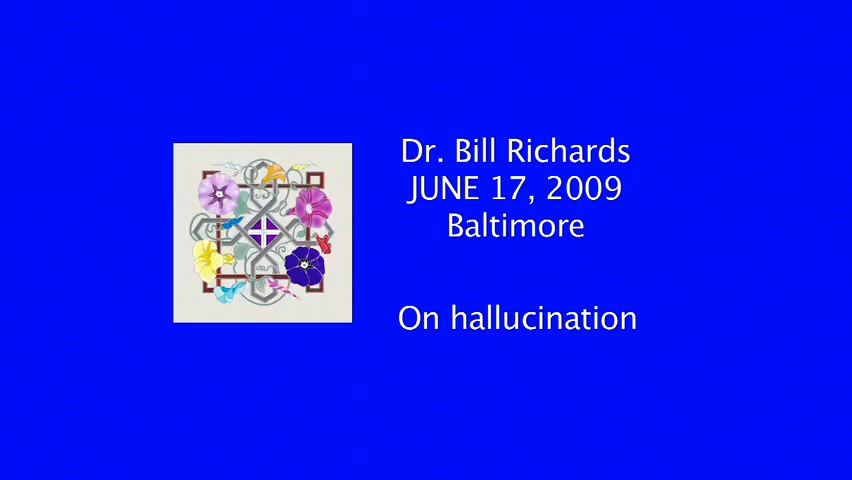 Dr. Bill Richards
JUNE 17, 2009
Baltimore
On hallucination